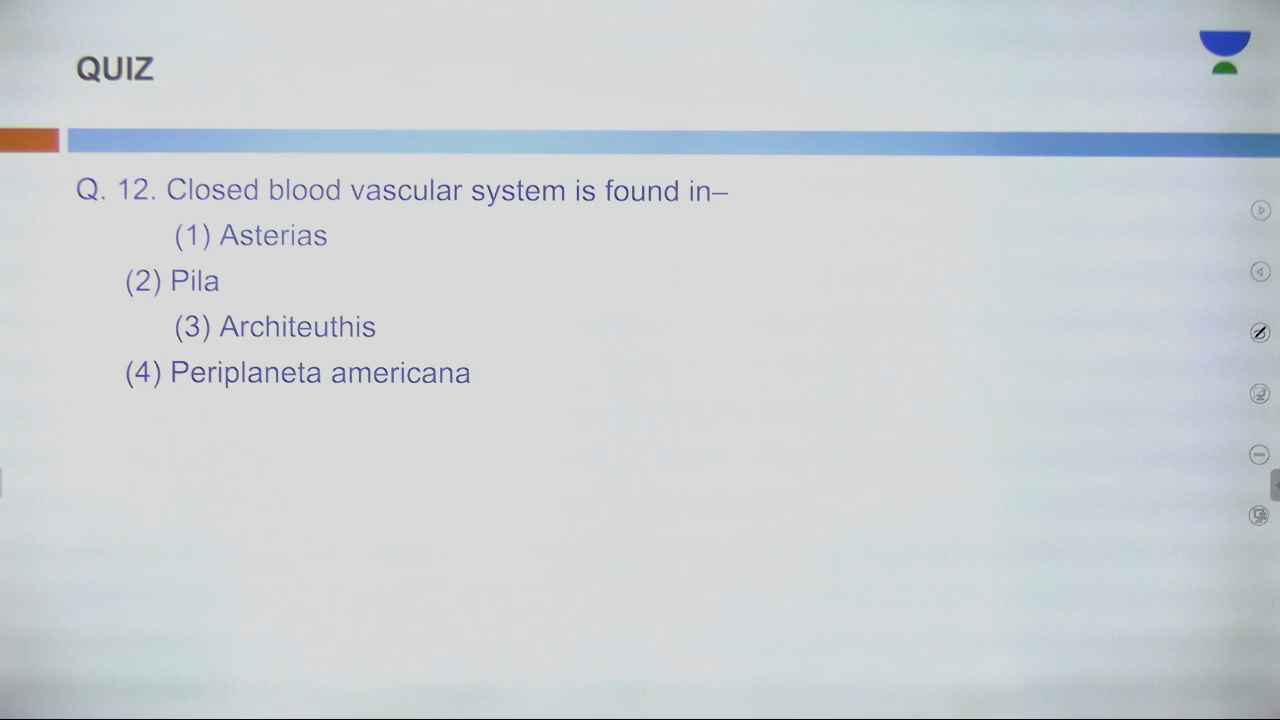 QUIZ
Q. 12. Closed blood vascular system is found in–
(1) Asterias
(2) Pila
(3) Architeuthis
(4) Periplaneta americana